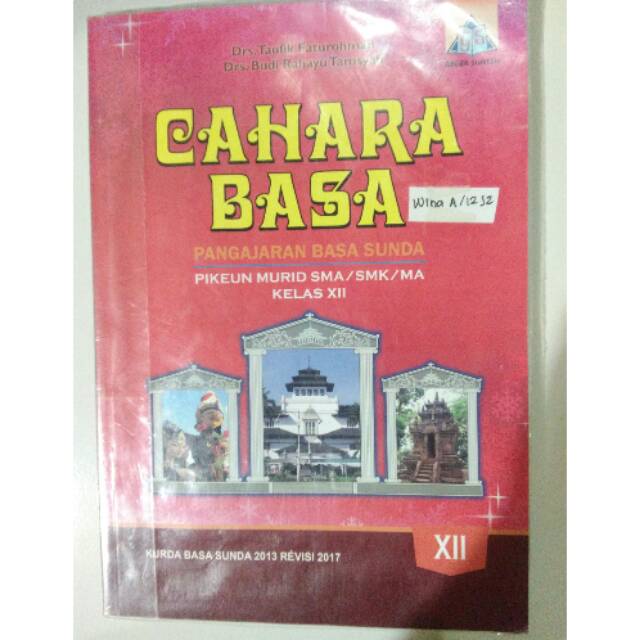 Drs. Taufik Faturohman
Drs. Budi Rahayu Tamsyah
CAHARA
BASA
Wina A/12 S2
PANGAJARAN BASA SUNDA
PIKEUN MURID SMA/SMK/MA
KELAS XII
KURDA BASA SUNDA 2013 REVISI 2017
XII